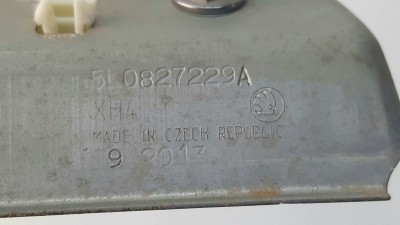 5L0827229A
XH4
MADE IN CZECH REPUBLIC
9 2013